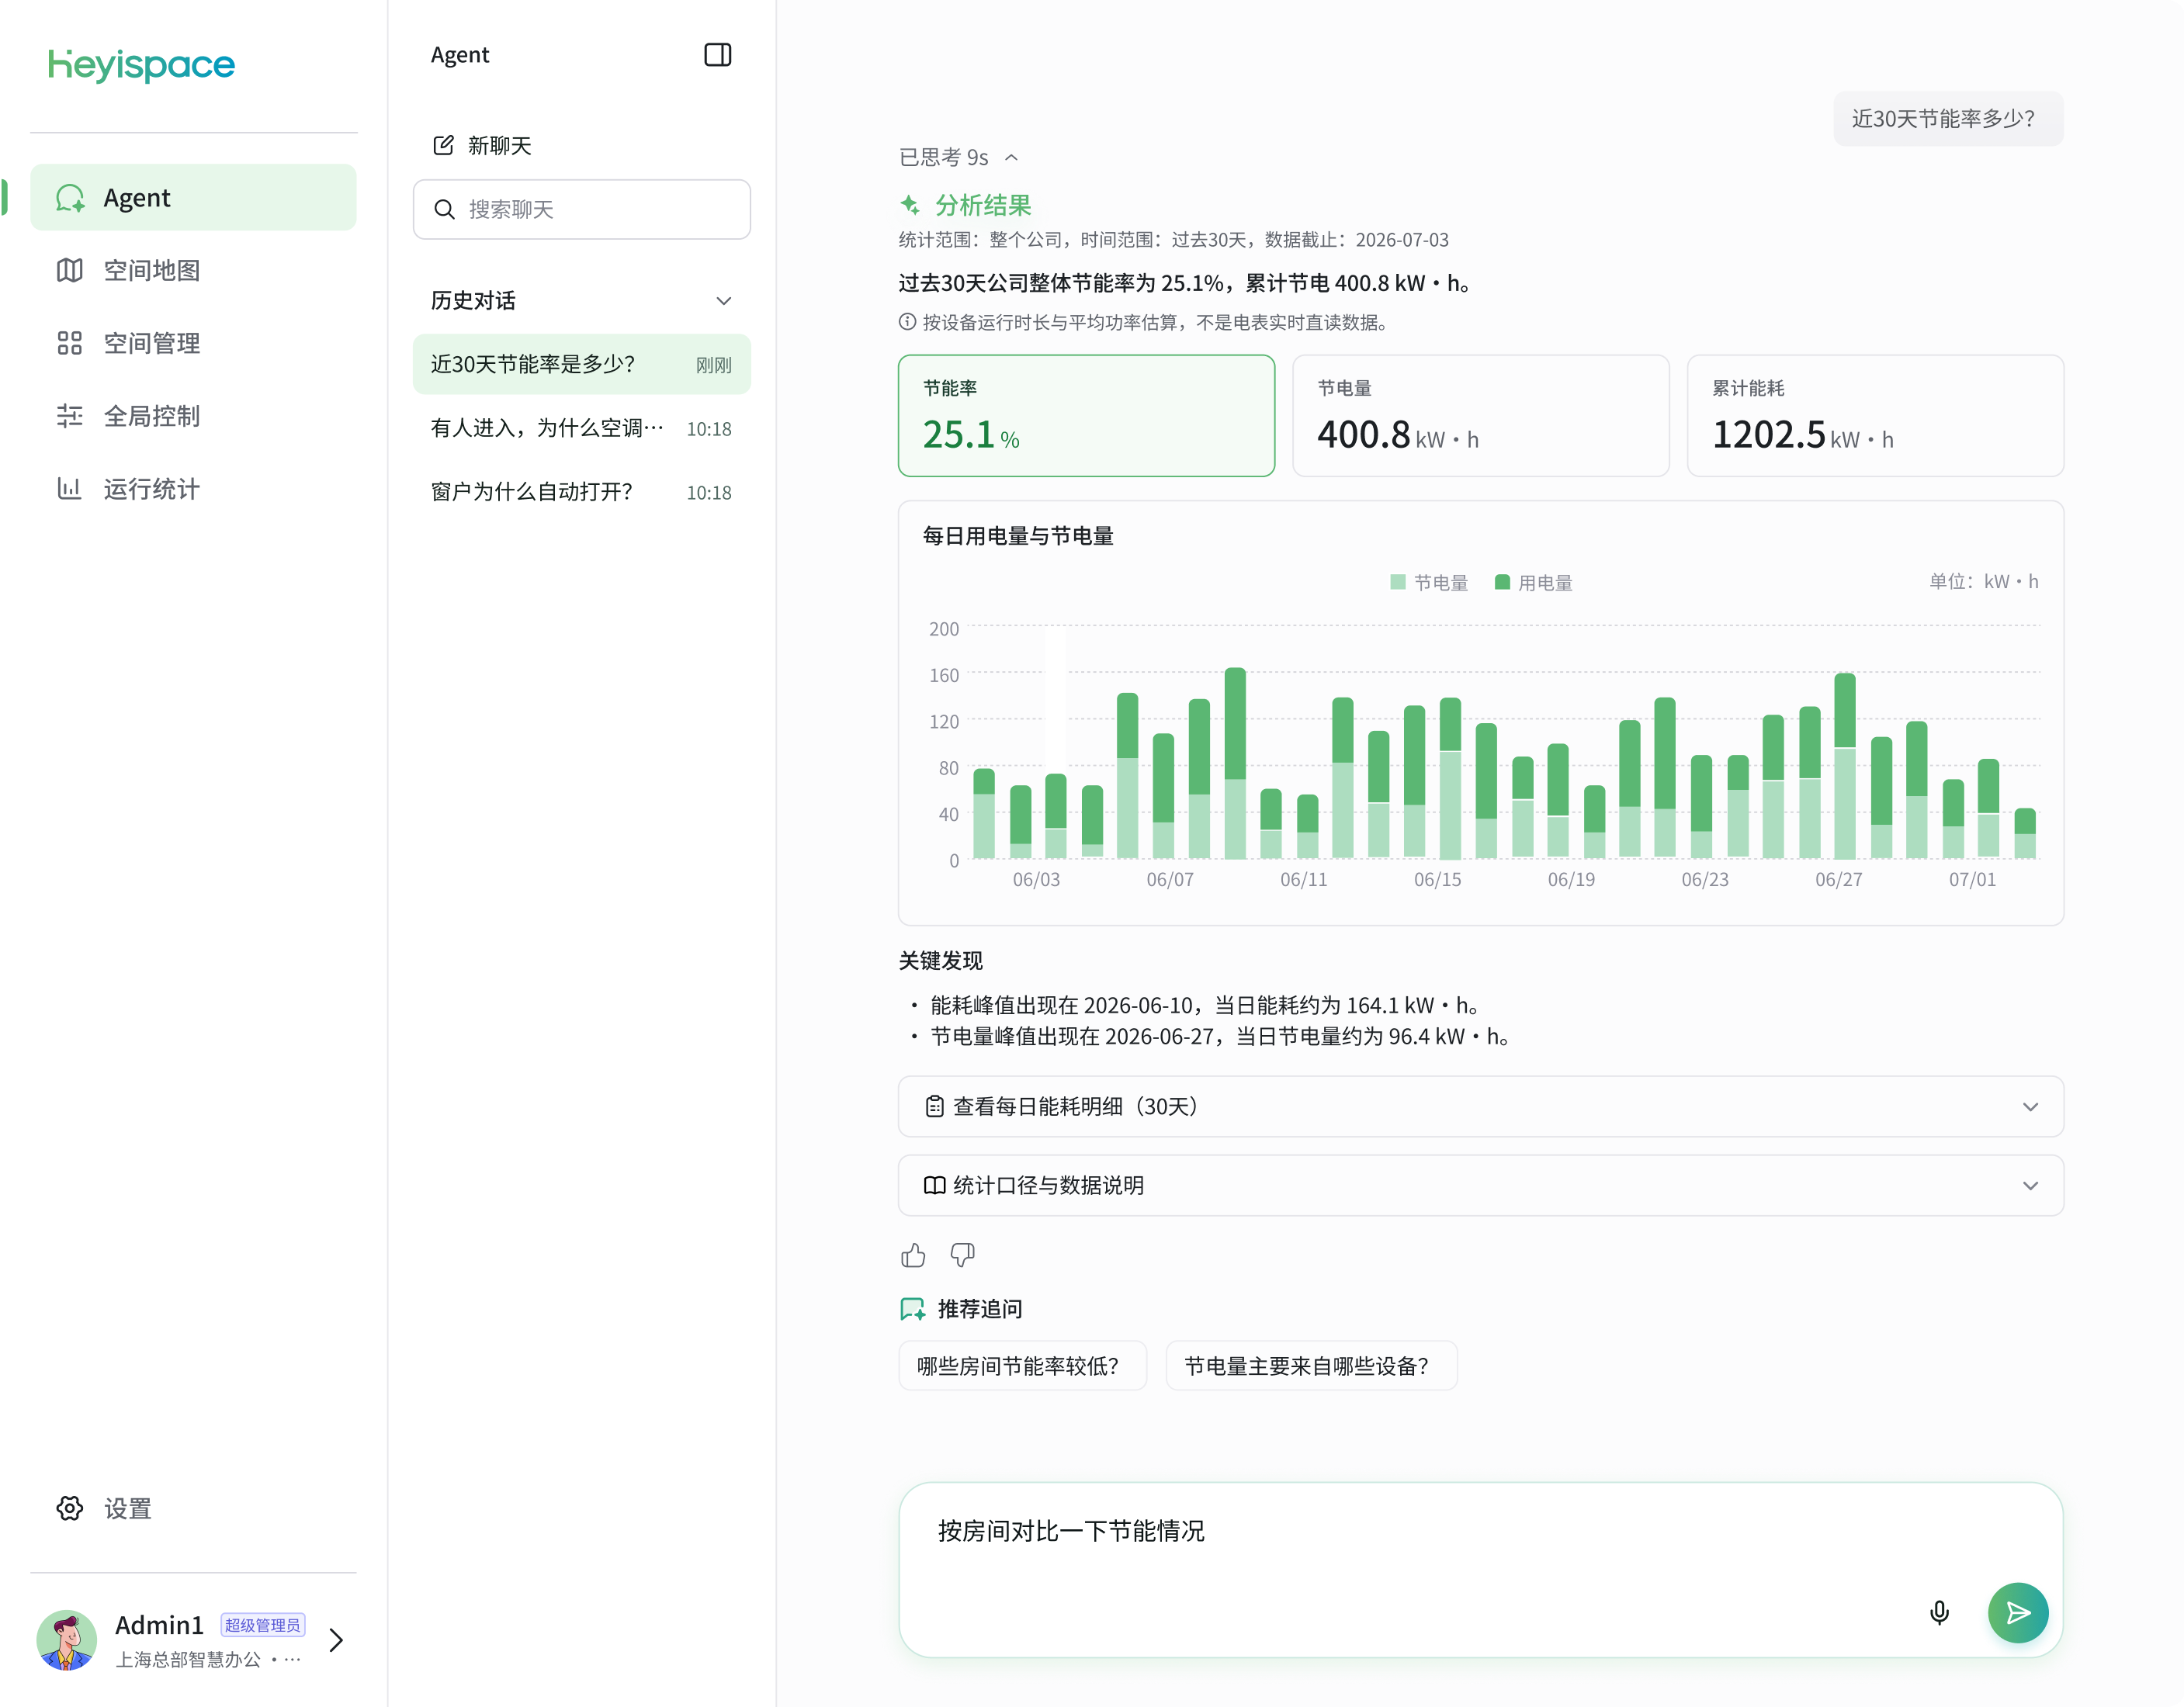 heyispace
Agent
空间地图
空间管理
全局控制
运行统计
设置
Admin1 超级管理员
上海总部智慧办公 · ···
Agent
新聊天
搜索聊天
历史对话
近30天节能率是多少？ 刚刚
有人进入，为什么空调··· 10:18
窗户为什么自动打开？ 10:18
近30天节能率多少？
已思考 9s
分析结果
统计范围：整个公司，时间范围：过去30天，数据截止：2026-07-03
过去30天公司整体节能率为 25.1%，累计节电 400.8 kW·h。
按设备运行时长与平均功率估算，不是电表实时直读数据。
节能率
25.1 %
节电量
400.8 kW·h
累计能耗
1202.5 kW·h
每日用电量与节电量
节电量 用电量 单位：kW·h
200
160
120
80
40
0
06/03 06/07 06/11 06/15 06/19 06/23 06/27 07/01
关键发现
· 能耗峰值出现在 2026-06-10，当日能耗约为 164.1 kW·h。
· 节电量峰值出现在 2026-06-27，当日节电量约为 96.4 kW·h。
查看每日能耗明细（30天）
统计口径与数据说明
推荐追问
哪些房间节能率较低？ 节电量主要来自哪些设备？
按房间对比一下节能情况